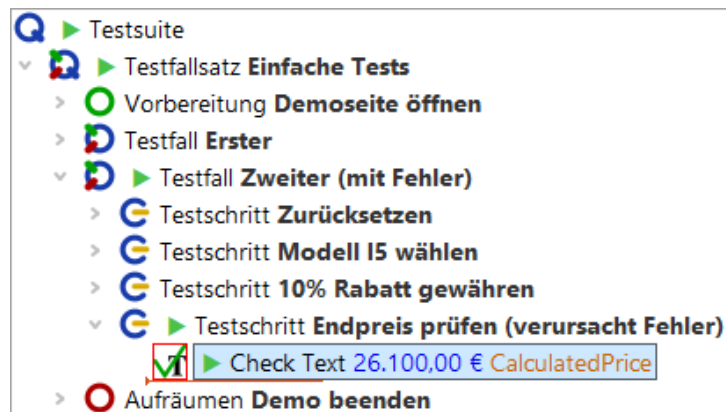 Testsuite
Testfallsatz Einfache Tests
Vorbereitung Demoseite öffnen
Testfall Erster
Testfall Zweiter (mit Fehler)
Testschritt Zurücksetzen
Testschritt Modell I5 wählen
Testschritt 10% Rabatt gewähren
Testschritt Endpreis prüfen (verursacht Fehler)
Check Text 26.100,00 € CalculatedPrice
Aufräumen Demo beenden